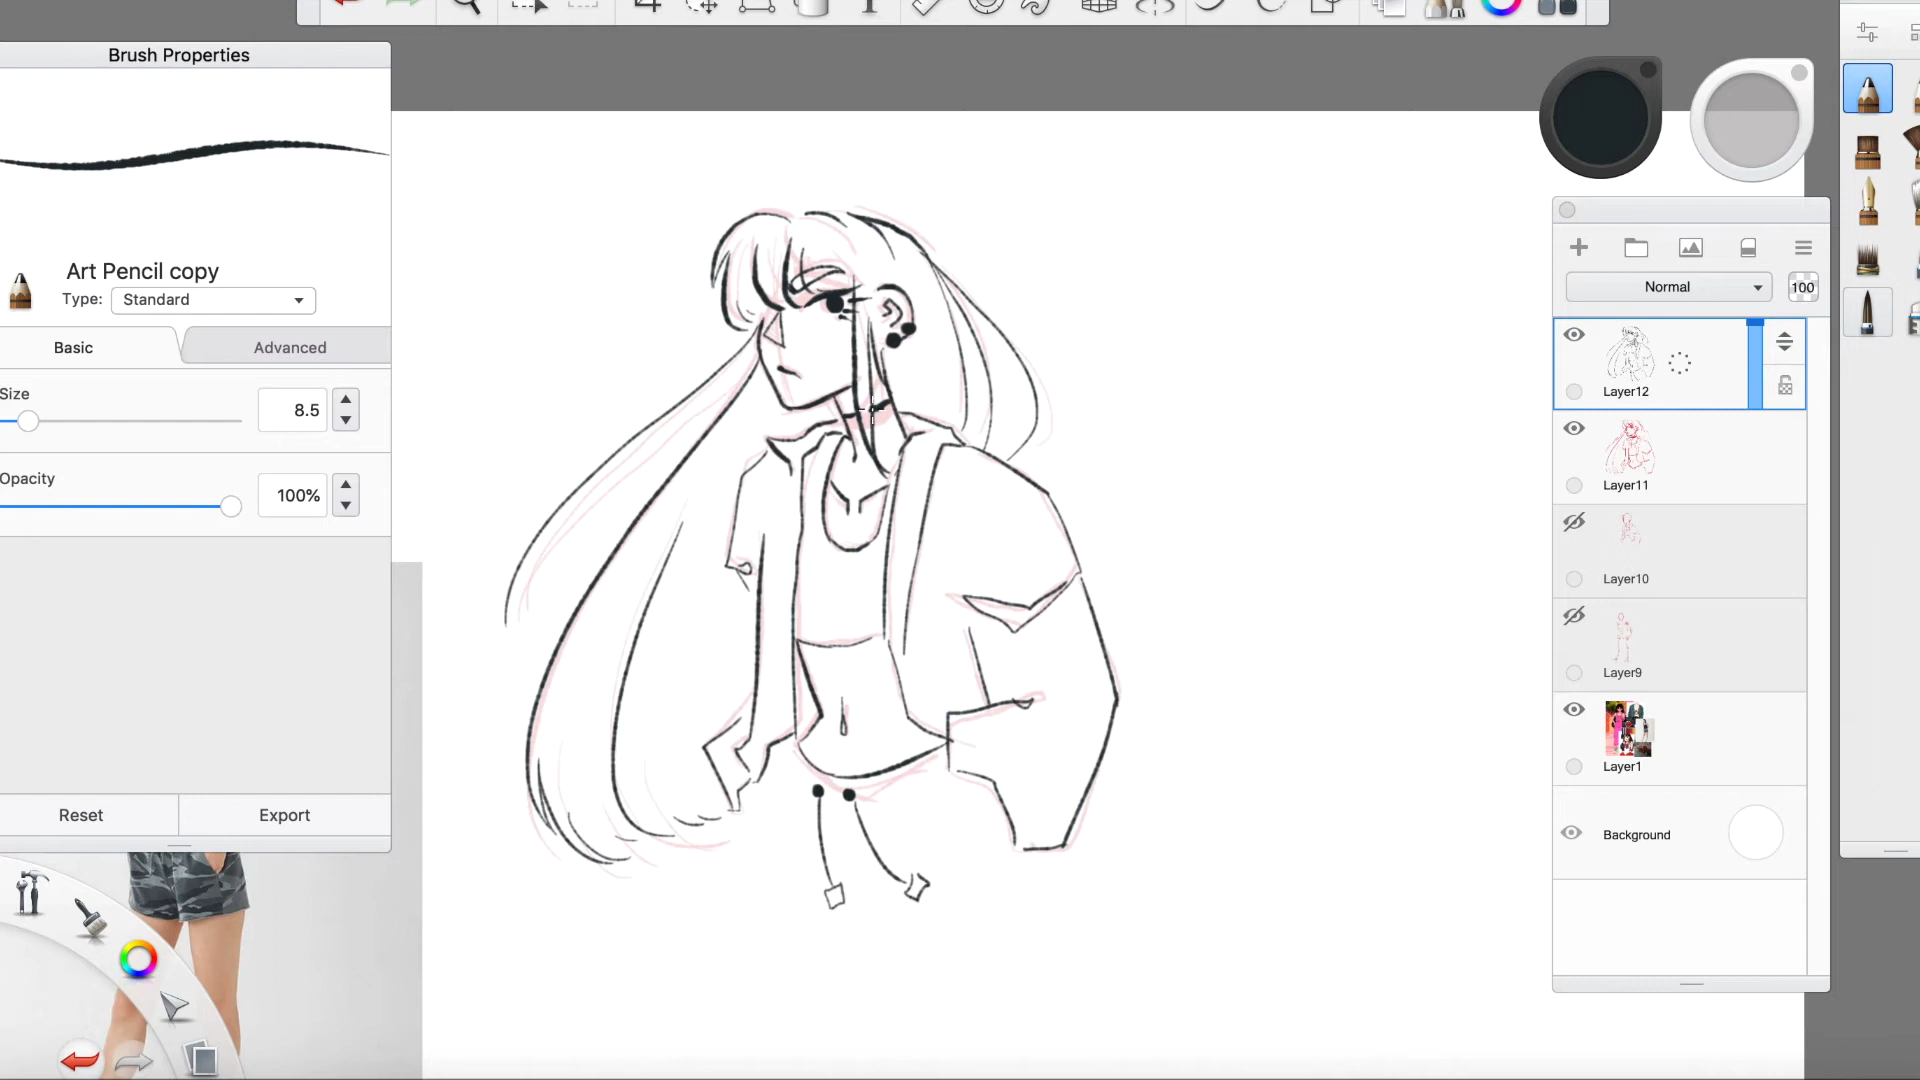 Brush Properties
Art Pencil copy
Type: Standard
Basic
Advanced
Size
8.5
Opacity
100%
Reset
Export
Normal
100
Layer12
Layer11
Layer10
Layer9
Layer1
Background